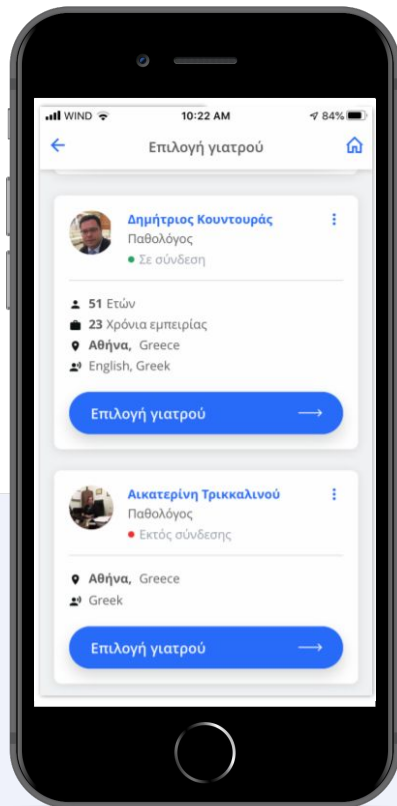 WIND 10:22 AM 84%
Επιλογή γιατρού
Δημήτριος Κουντουράς
Παθολόγος
Σε σύνδεση
51 Ετών
23 Χρόνια εμπειρίας
Αθήνα, Greece
English, Greek
Επιλογή γιατρού
Αικατερίνη Τρικκαλινού
Παθολόγος
Εκτός σύνδεσης
Αθήνα, Greece
Greek
Επιλογή γιατρού